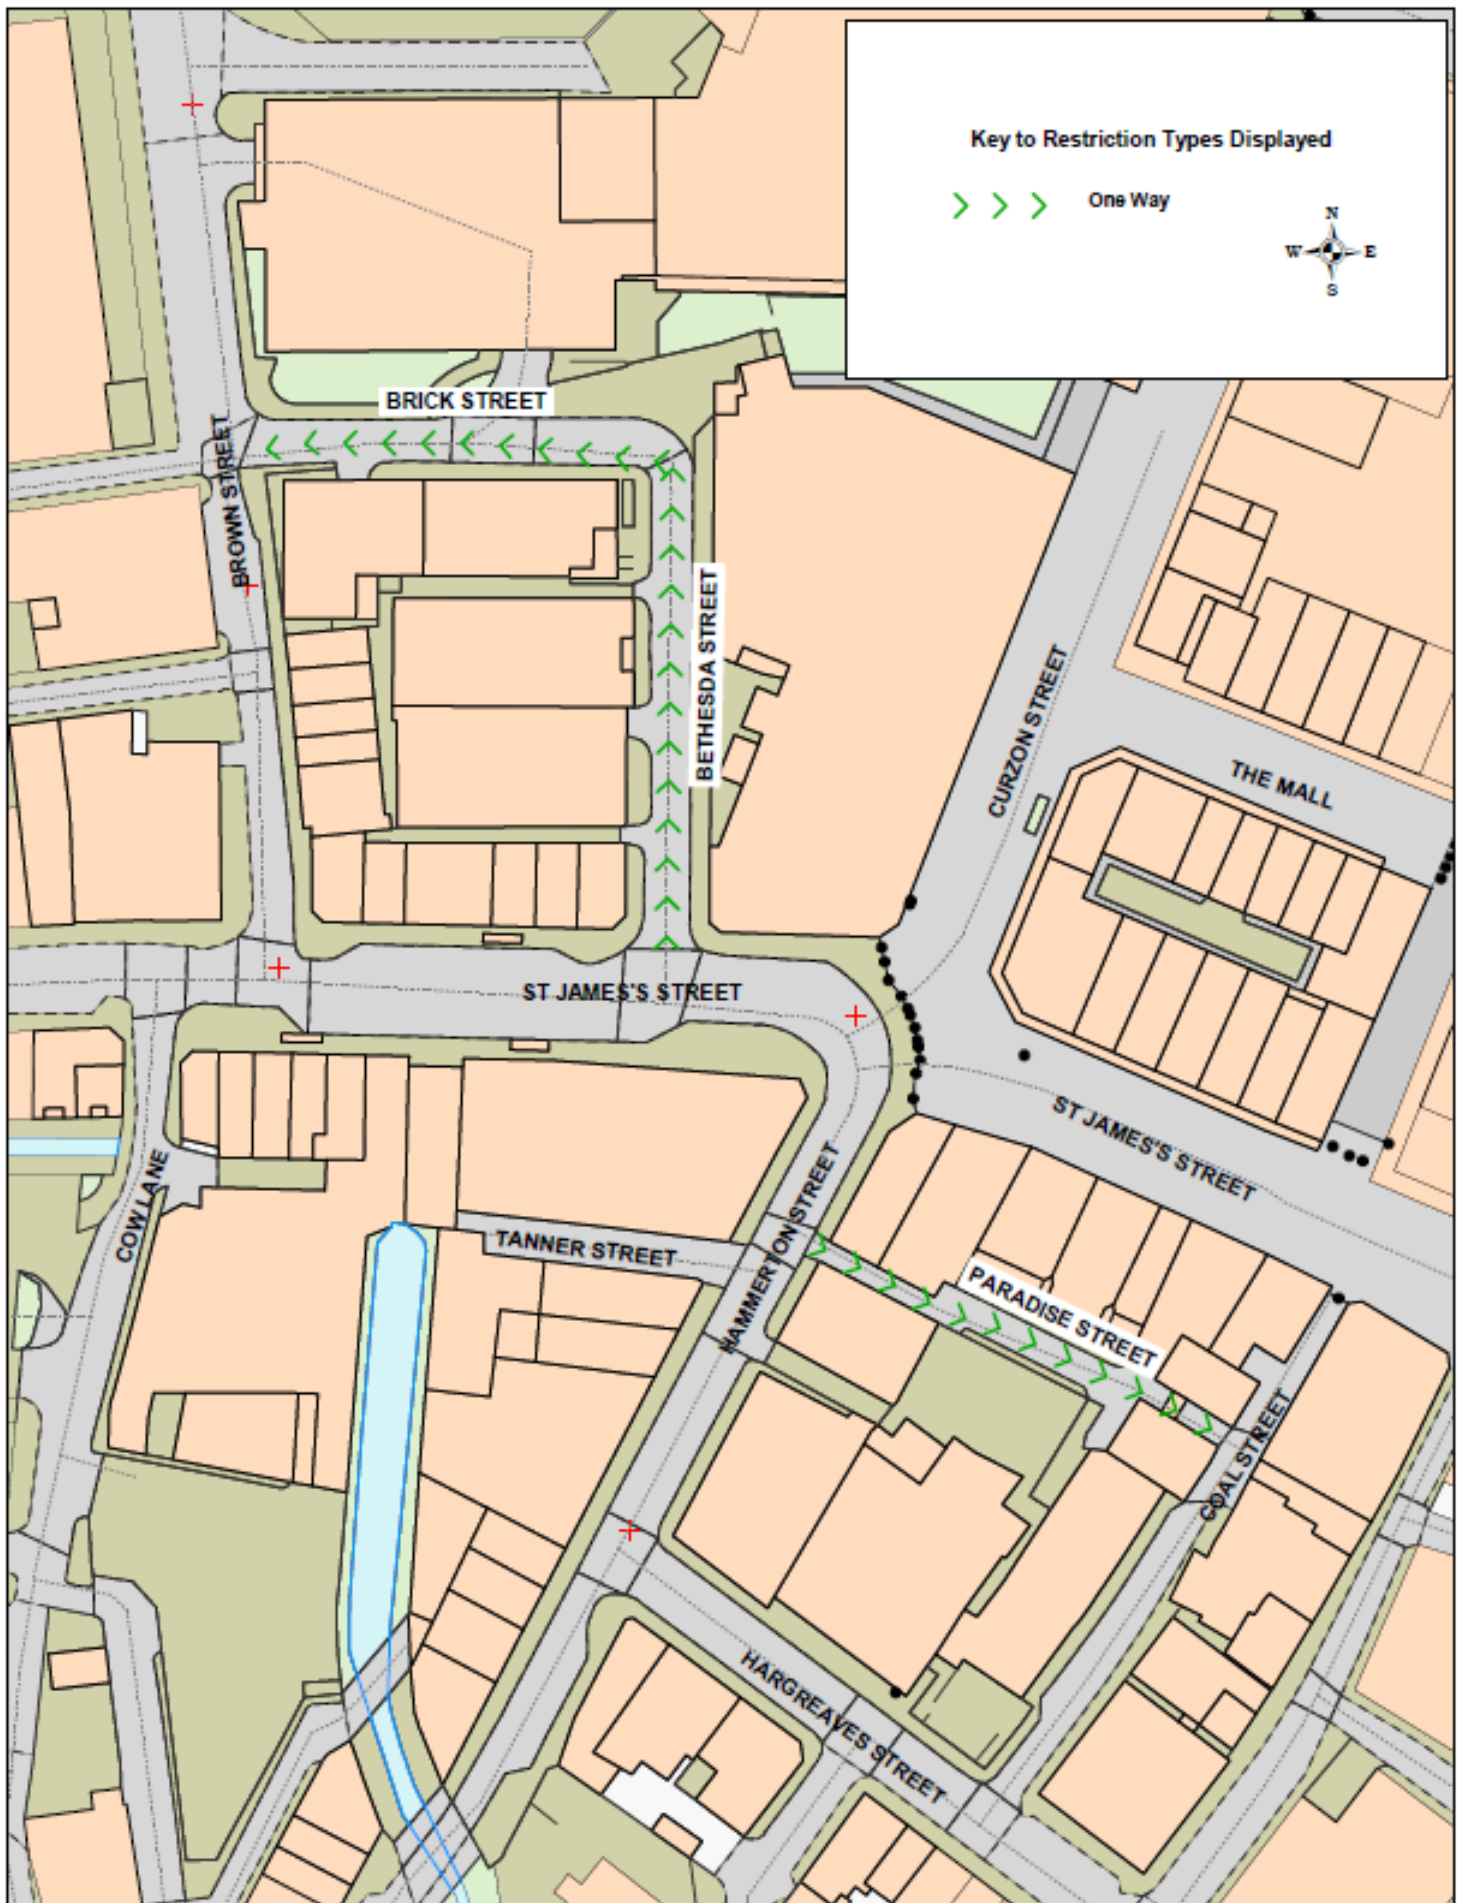 Key to Restriction Types Displayed
One Way
N
W E
S
BRICK STREET
BROWN STREET
BETHESDA STREET
CURZON STREET
THE MALL
ST JAMES'S STREET
ST JAMES'S STREET
COW LANE
TANNER STREET
HAMMERTON STREET
PARADISE STREET
COAL STREET
HARGREAVES STREET